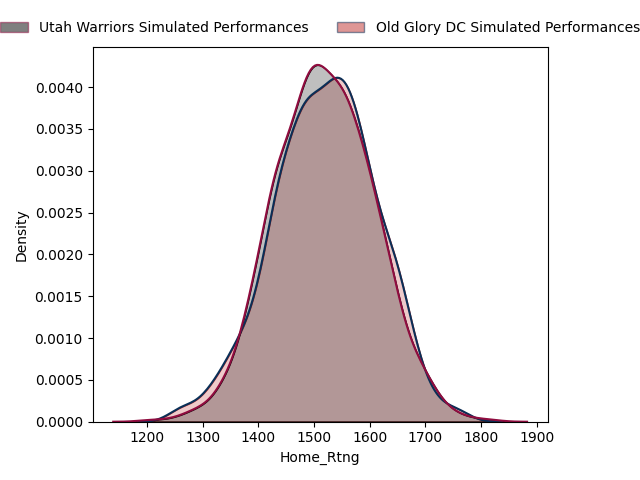 Utah Warriors Simulated Performances Old Glory DC Simulated Performances
0.0040
0.0035
0.0030
0.0025
0.0020
0.0015
0.0010
0.0005
0.0000
Density
1200 1300 1400 1500 1600 1700 1800 1900
Home_Rtng